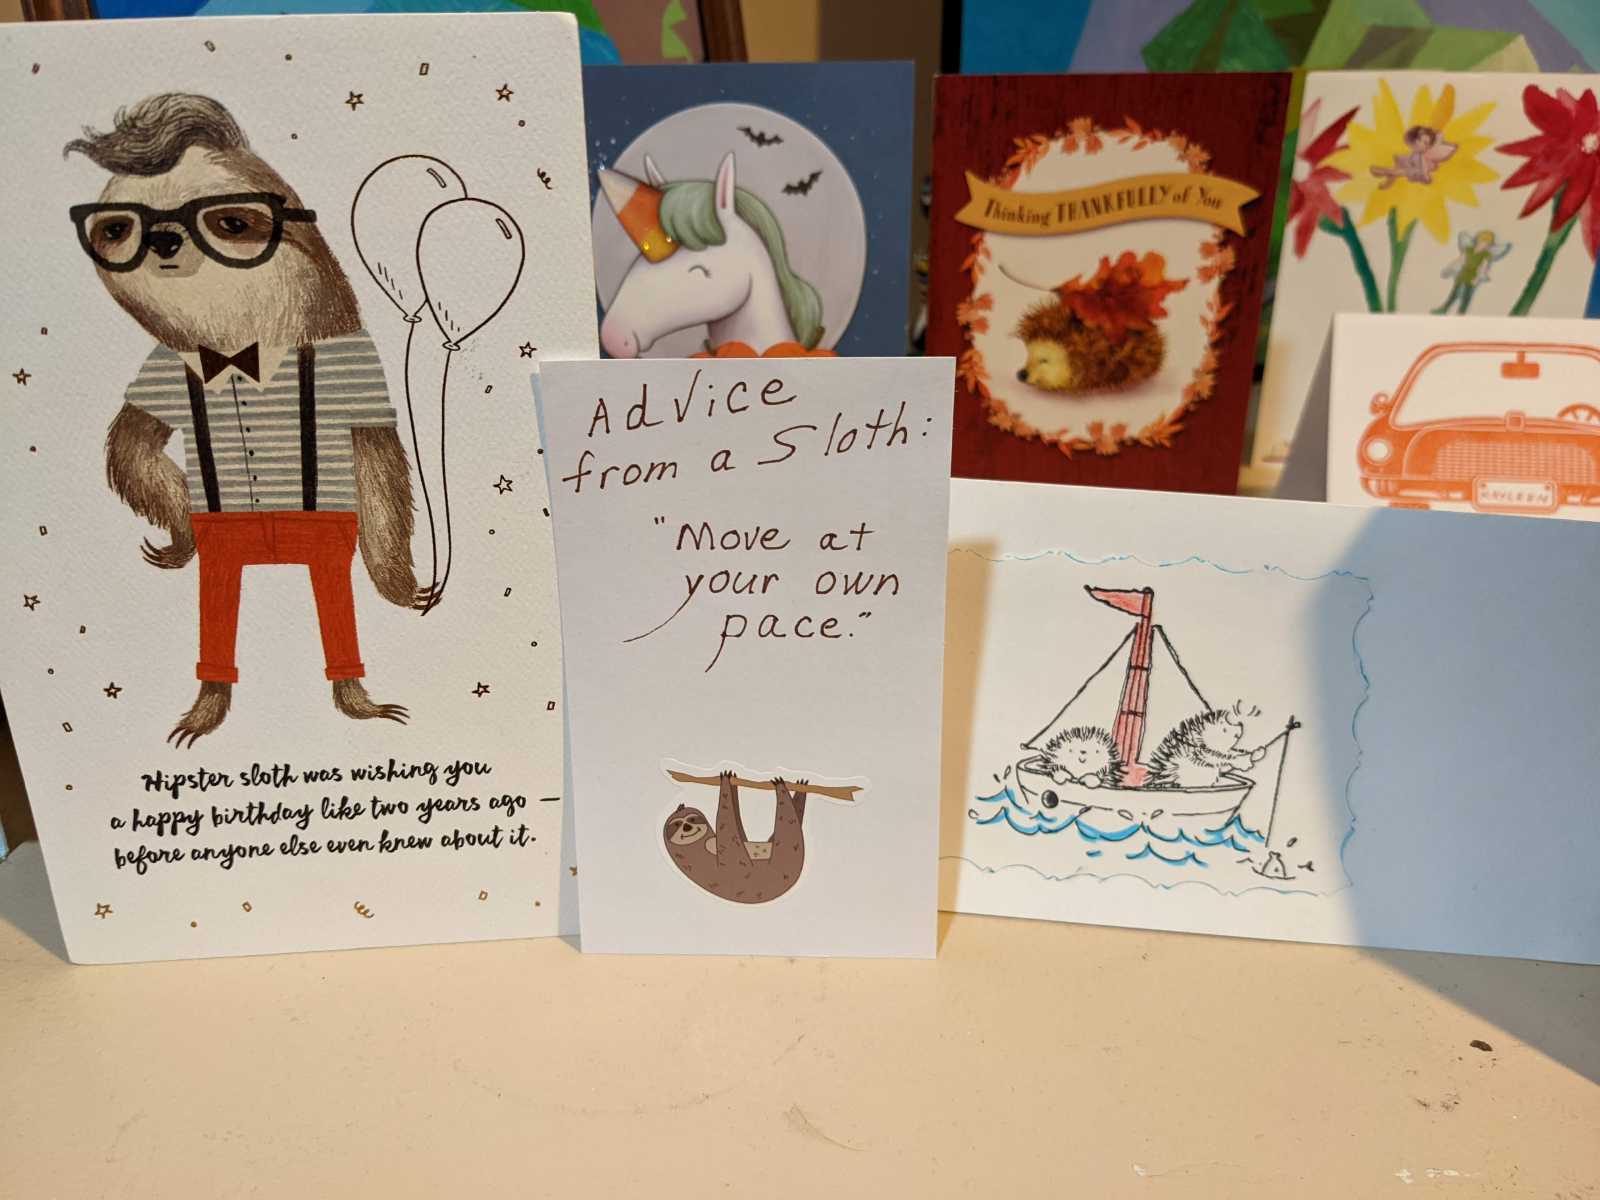 Hipster sloth was wishing you
a happy birthday like two years ago —
before anyone else even knew about it.
Advice
from a Sloth:
"Move at
your own
pace."
Thinking THANKFULLY of You
KAYLEEN